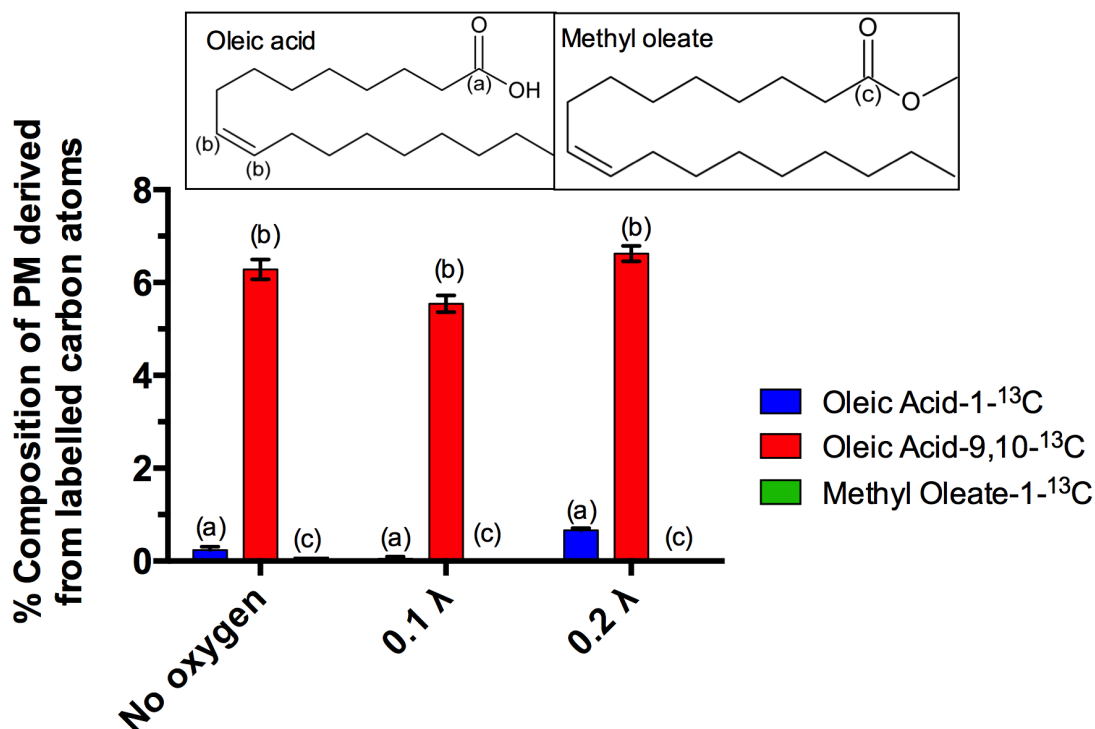 Oleic acid
O
(a)
OH
(b)
(b)
Methyl oleate
O
(c)
O
% Composition of PM derived
from labelled carbon atoms
8
6
4
2
0
(a)
(b)
(c)
(a)
(b)
(c)
(a)
(b)
(c)
No oxygen
0.1 λ
0.2 λ
Oleic Acid-1-¹³C
Oleic Acid-9,10-¹³C
Methyl Oleate-1-¹³C